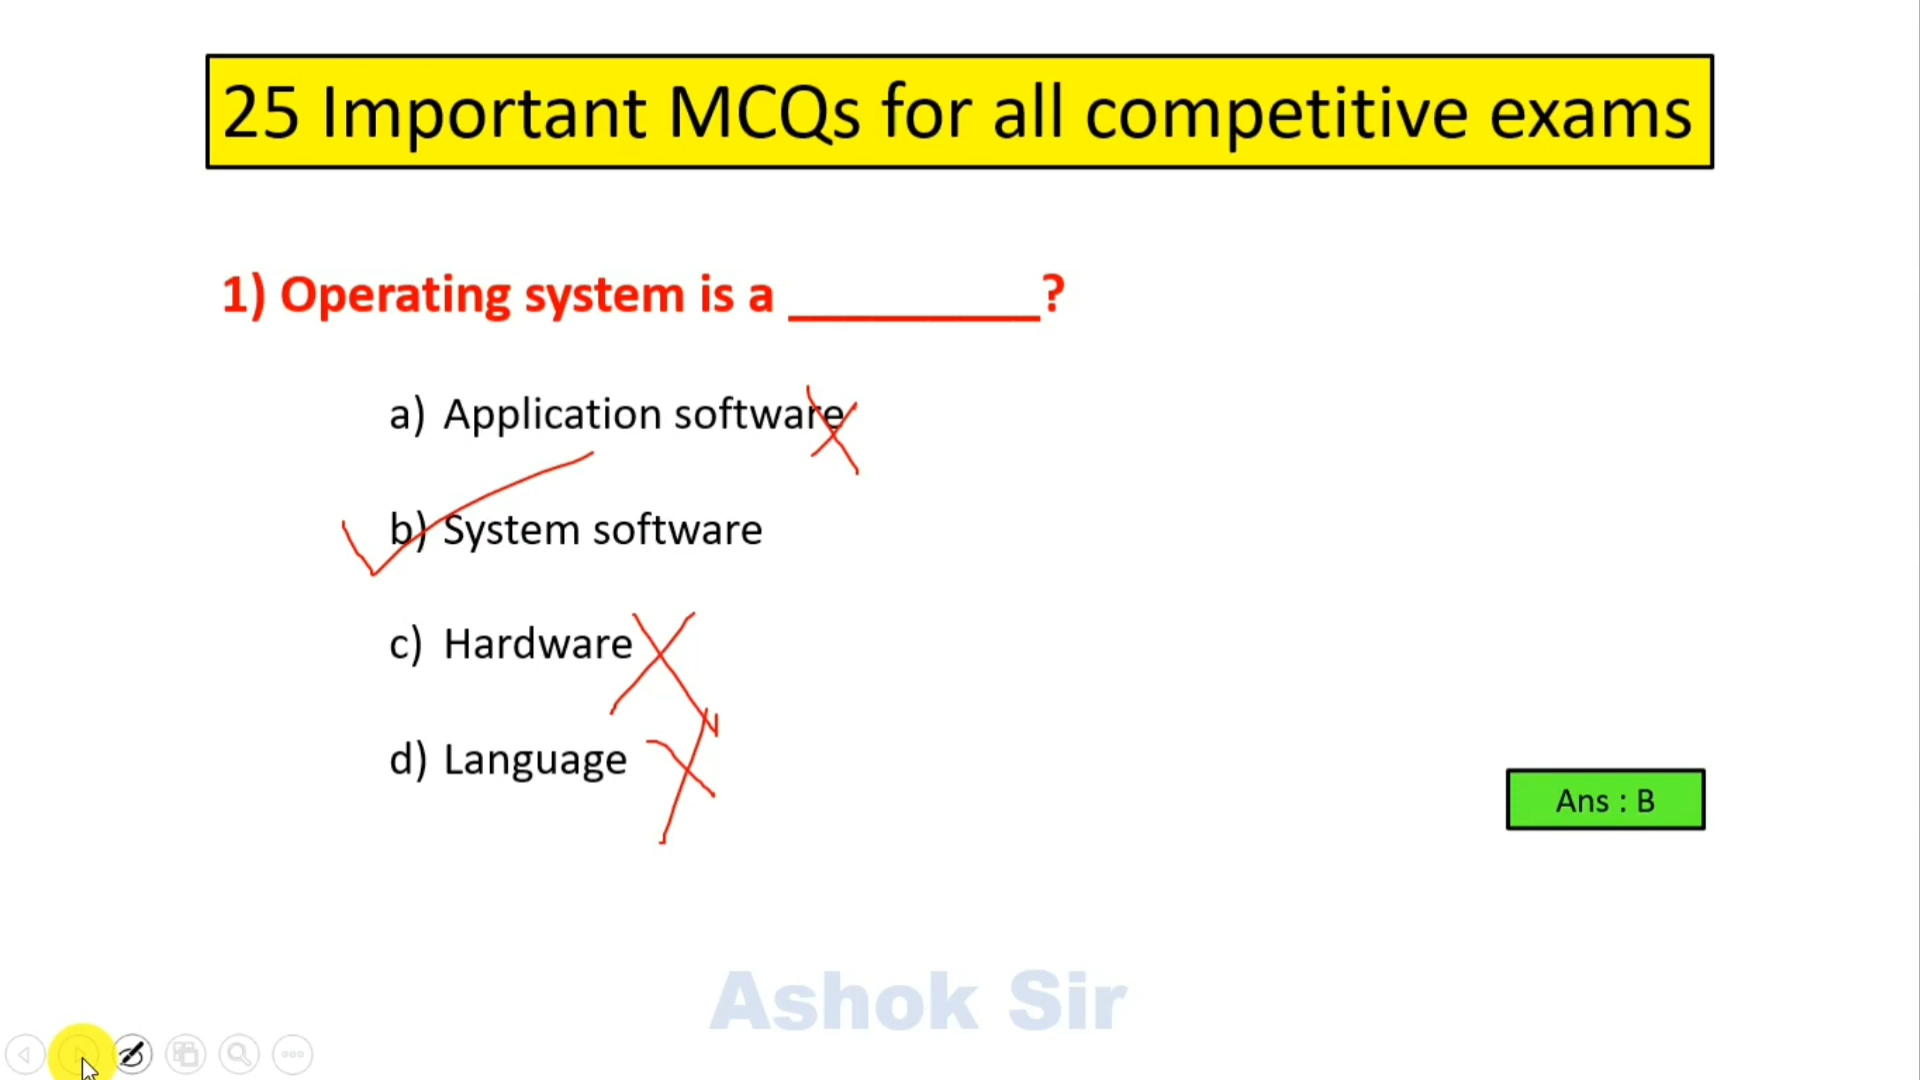 25 Important MCQs for all competitive exams
1) Operating system is a __________?
a) Application software
b) System software
c) Hardware
d) Language
Ans : B
Ashok Sir